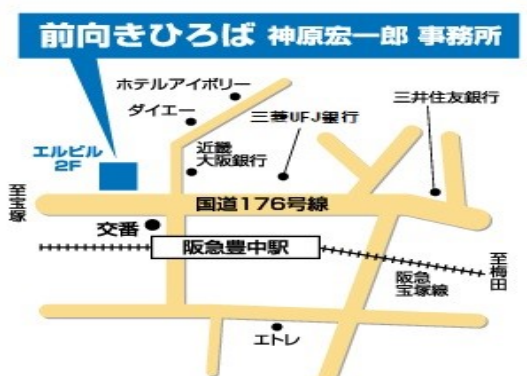 前向きひろば 神原宏一郎 事務所
ホテルアイボリー
ダイエー
三井住友銀行
三菱UFJ銀行
近畿
大阪銀行
エルビル
2F
至宝塚
国道176号線
交番
阪急豊中駅
至梅田
阪急
宝塚線
エトレ